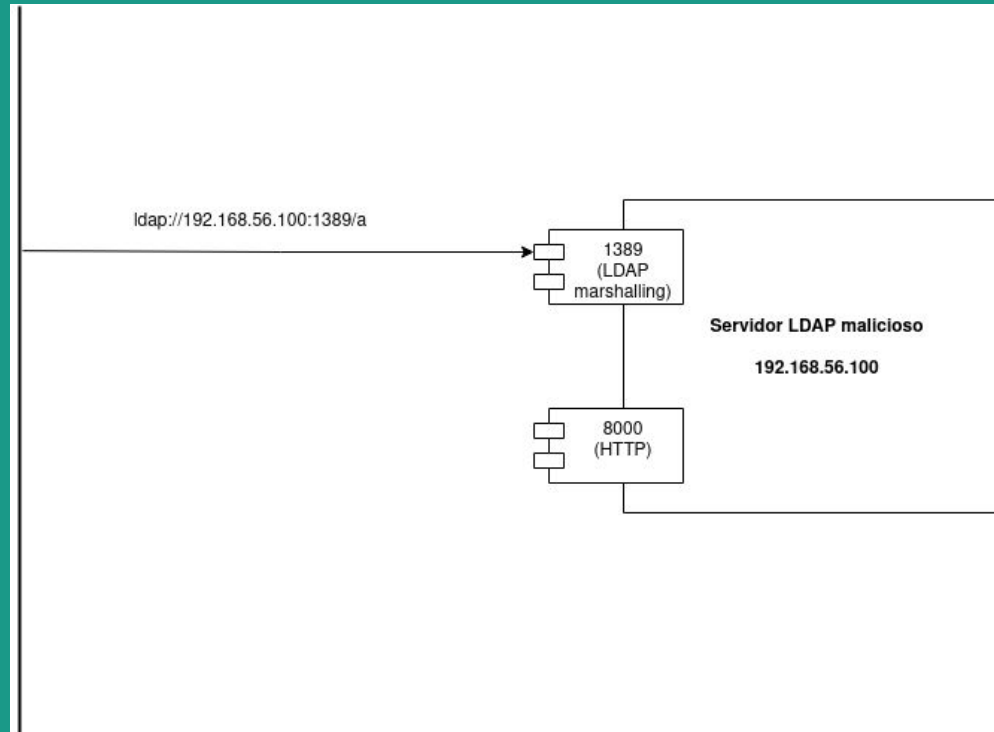 ldap://192.168.56.100:1389/a
1389
(LDAP
marshalling)
Servidor LDAP malicioso
192.168.56.100
8000
(HTTP)